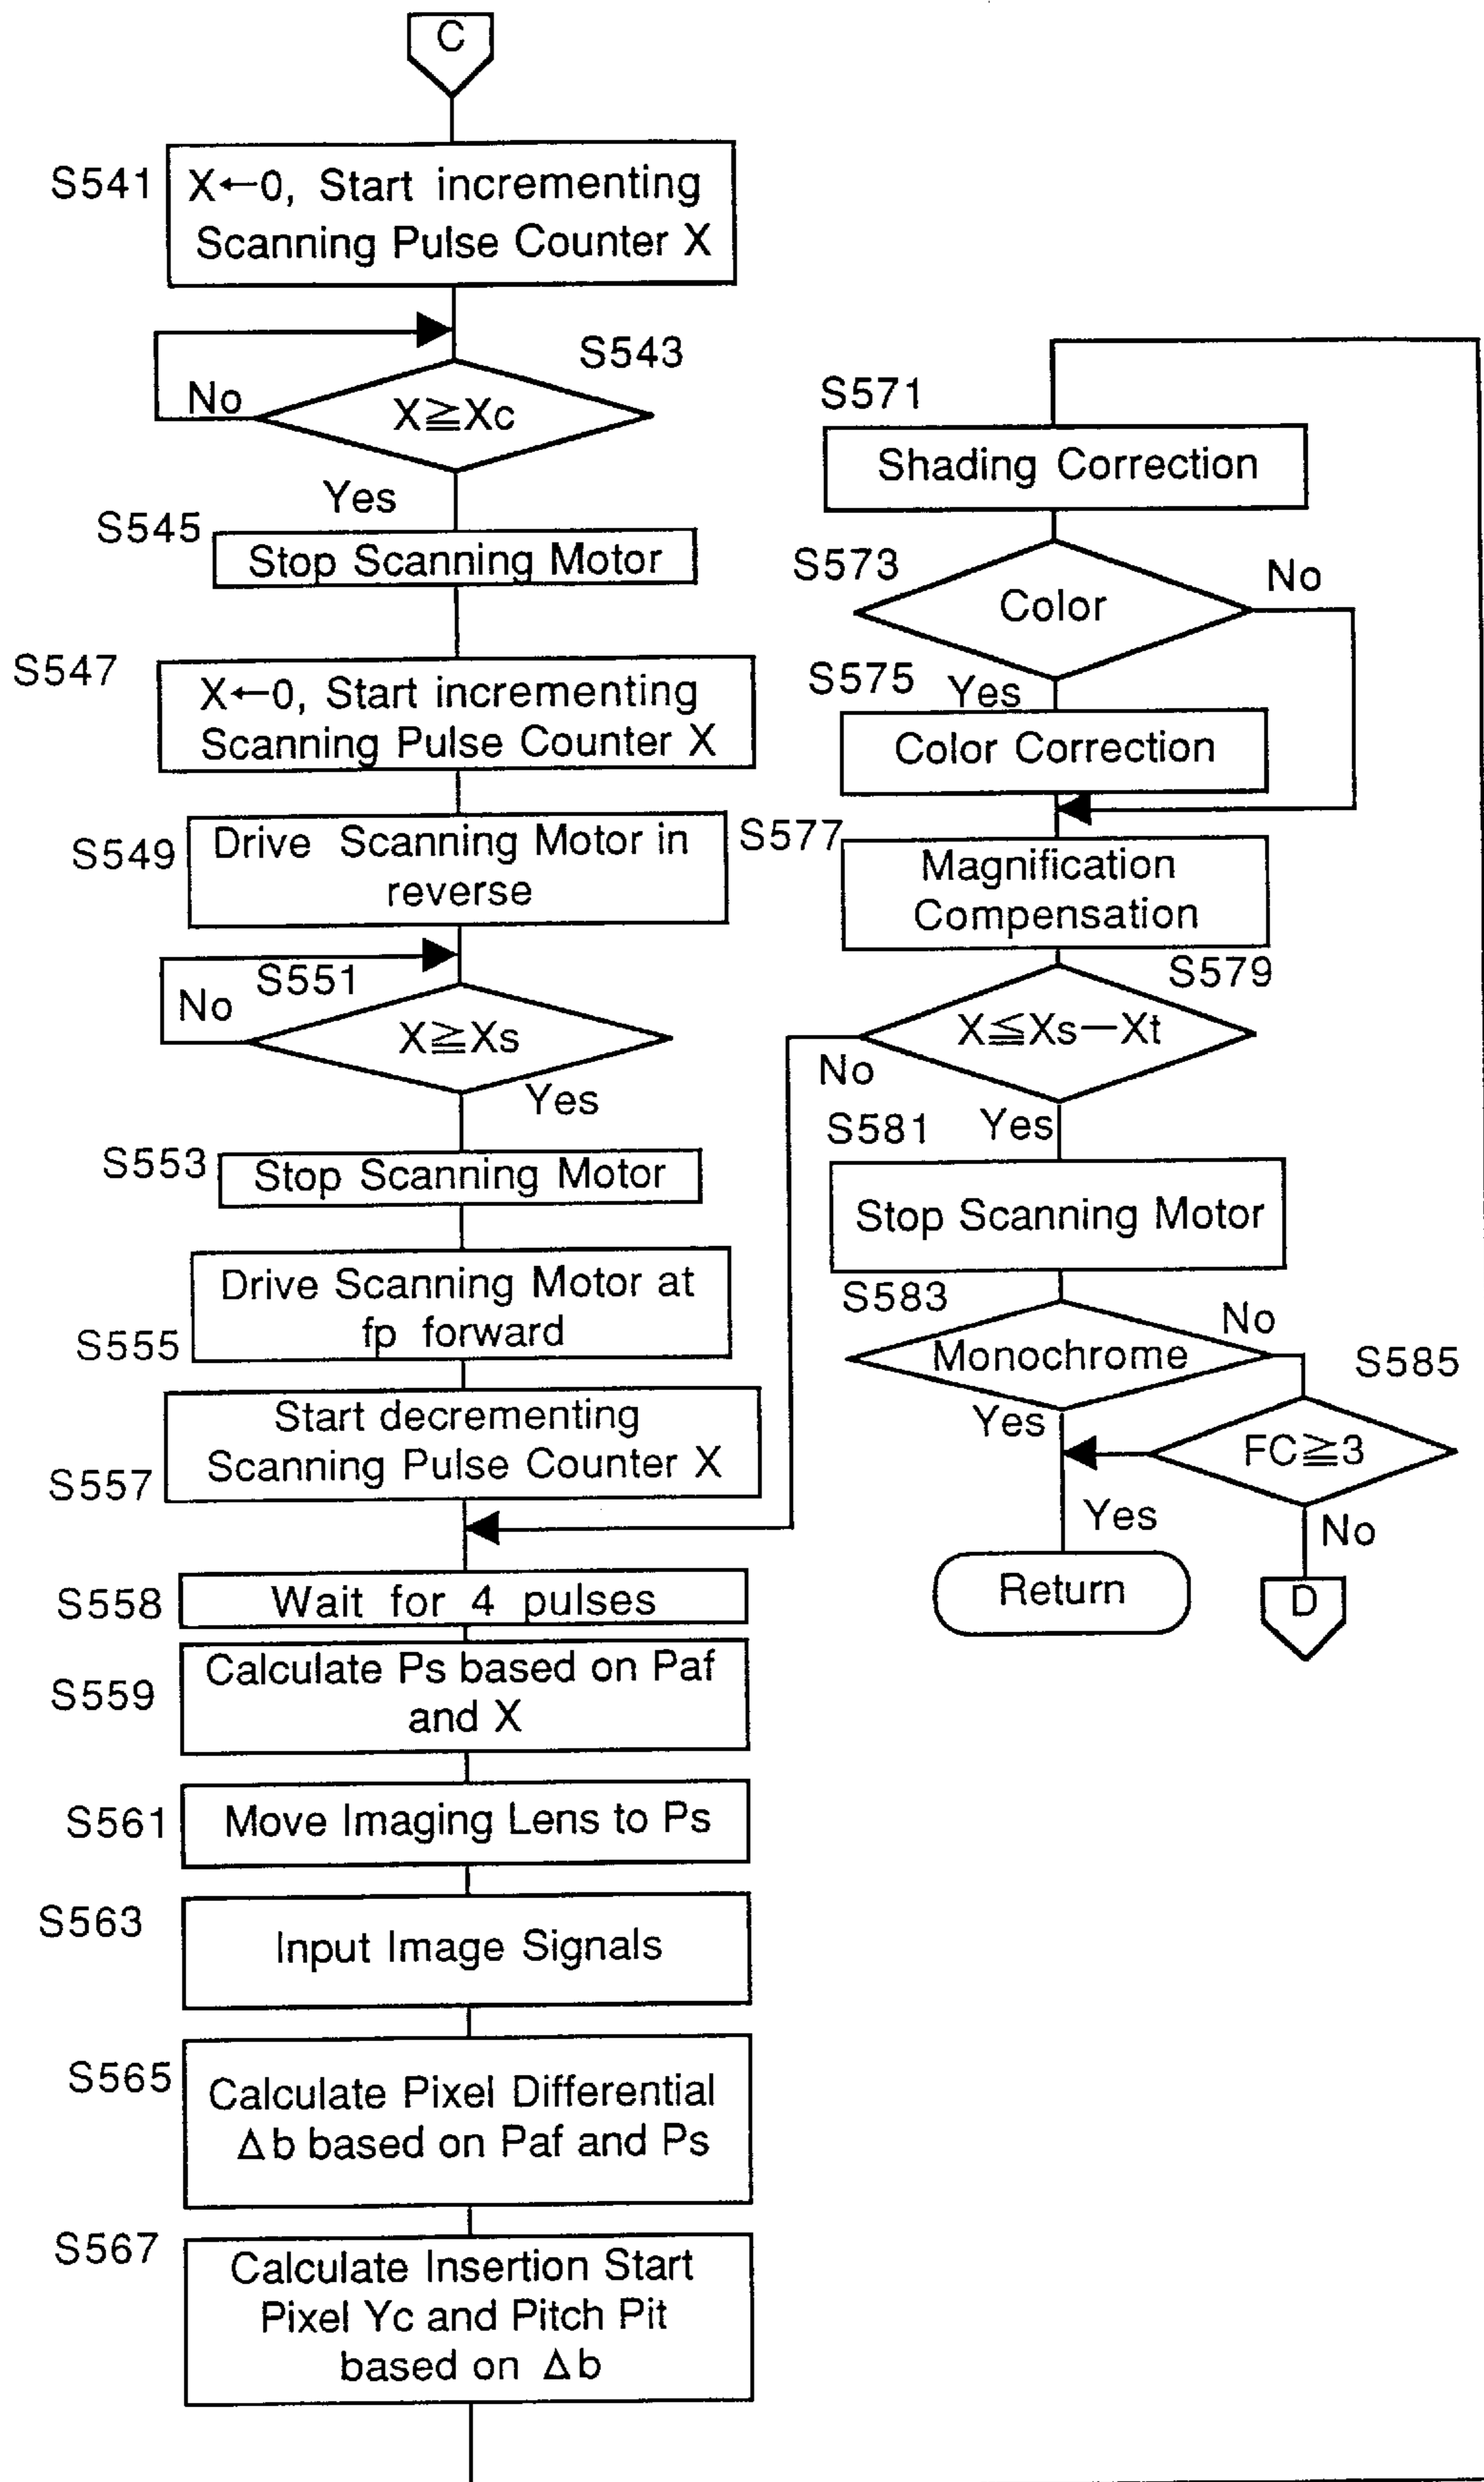 C
S541
X←0, Start incrementing
Scanning Pulse Counter X
S543
No
X≧Xc
Yes
S545
Stop Scanning Motor
S547
X←0, Start incrementing
Scanning Pulse Counter X
S549
Drive Scanning Motor in
reverse
S551
No
X≧Xs
Yes
S553
Stop Scanning Motor
Drive Scanning Motor at
fp forward
S555
Start decrementing
Scanning Pulse Counter X
S557
S558
Wait for 4 pulses
Calculate Ps based on Paf
and X
S559
S561
Move Imaging Lens to Ps
S563
Input Image Signals
S565
Calculate Pixel Differential
Δb based on Paf and Ps
S567
Calculate Insertion Start
Pixel Yc and Pitch Pit
based on Δb
S571
Shading Correction
S573
No
Color
S575
Yes
Color Correction
S577
Magnification
Compensation
S579
X≦Xs−Xt
No
S581
Yes
Stop Scanning Motor
S583
No
Monochrome
S585
Yes
FC≧3
Yes
No
Return
D